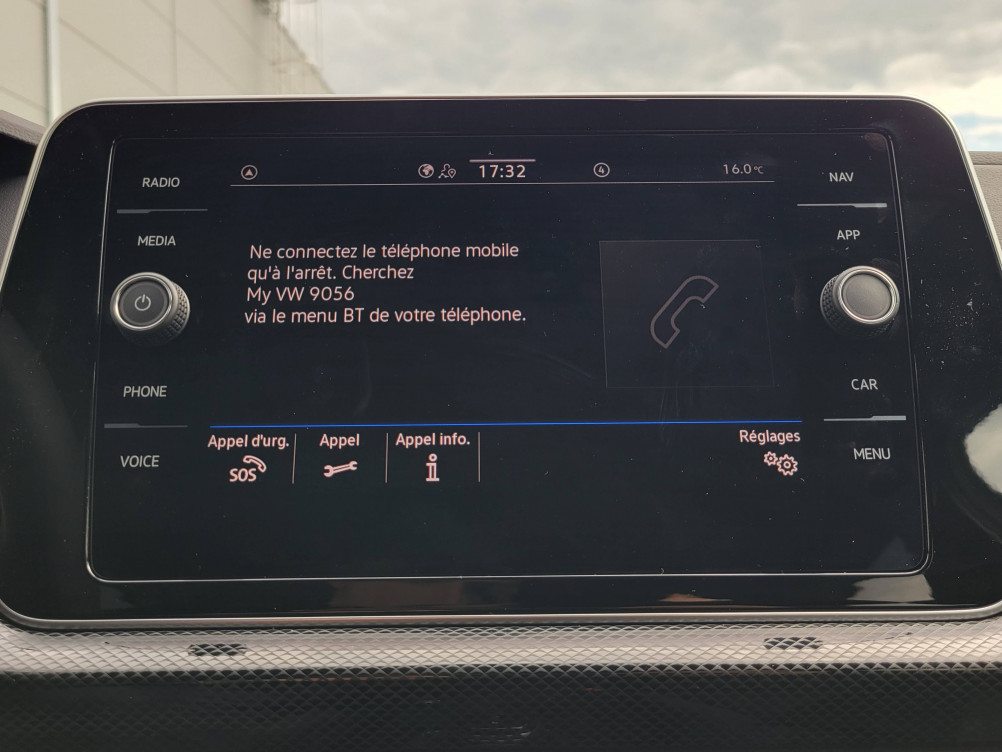 RADIO
MEDIA
PHONE
VOICE
17:32
4
16.0 °C
Ne connectez le téléphone mobile
qu'à l'arrêt. Cherchez
My VW 9056
via le menu BT de votre téléphone.
Appel d'urg.
SOS
Appel
Appel info.
Réglages
NAV
APP
CAR
MENU